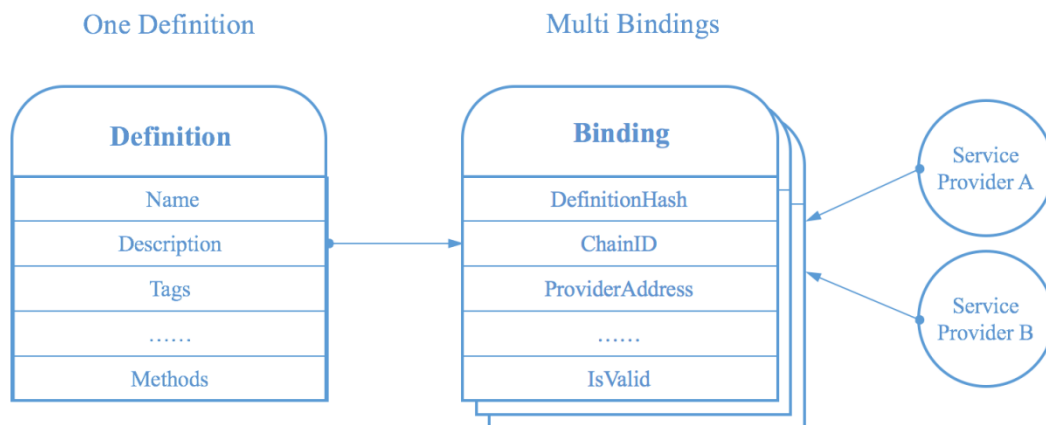 One Definition
Multi Bindings
Definition
Name
Description
Tags
……
Methods
Binding
DefinitionHash
ChainID
ProviderAddress
……
IsValid
Service
Provider A
Service
Provider B